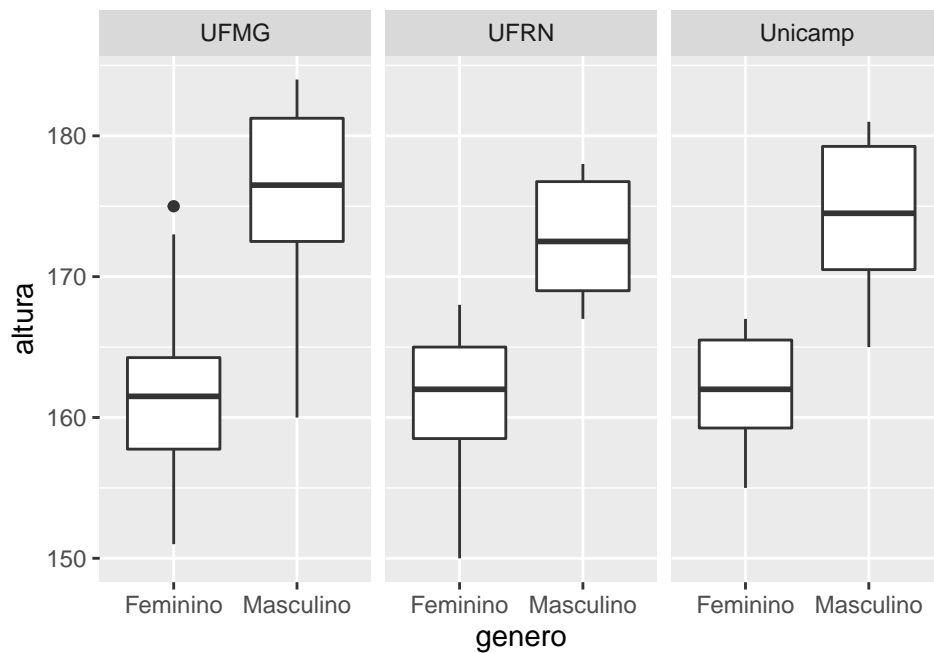 UFMG UFRN Unicamp
180
170
160
150
altura
Feminino Masculino Feminino Masculino Feminino Masculino
genero